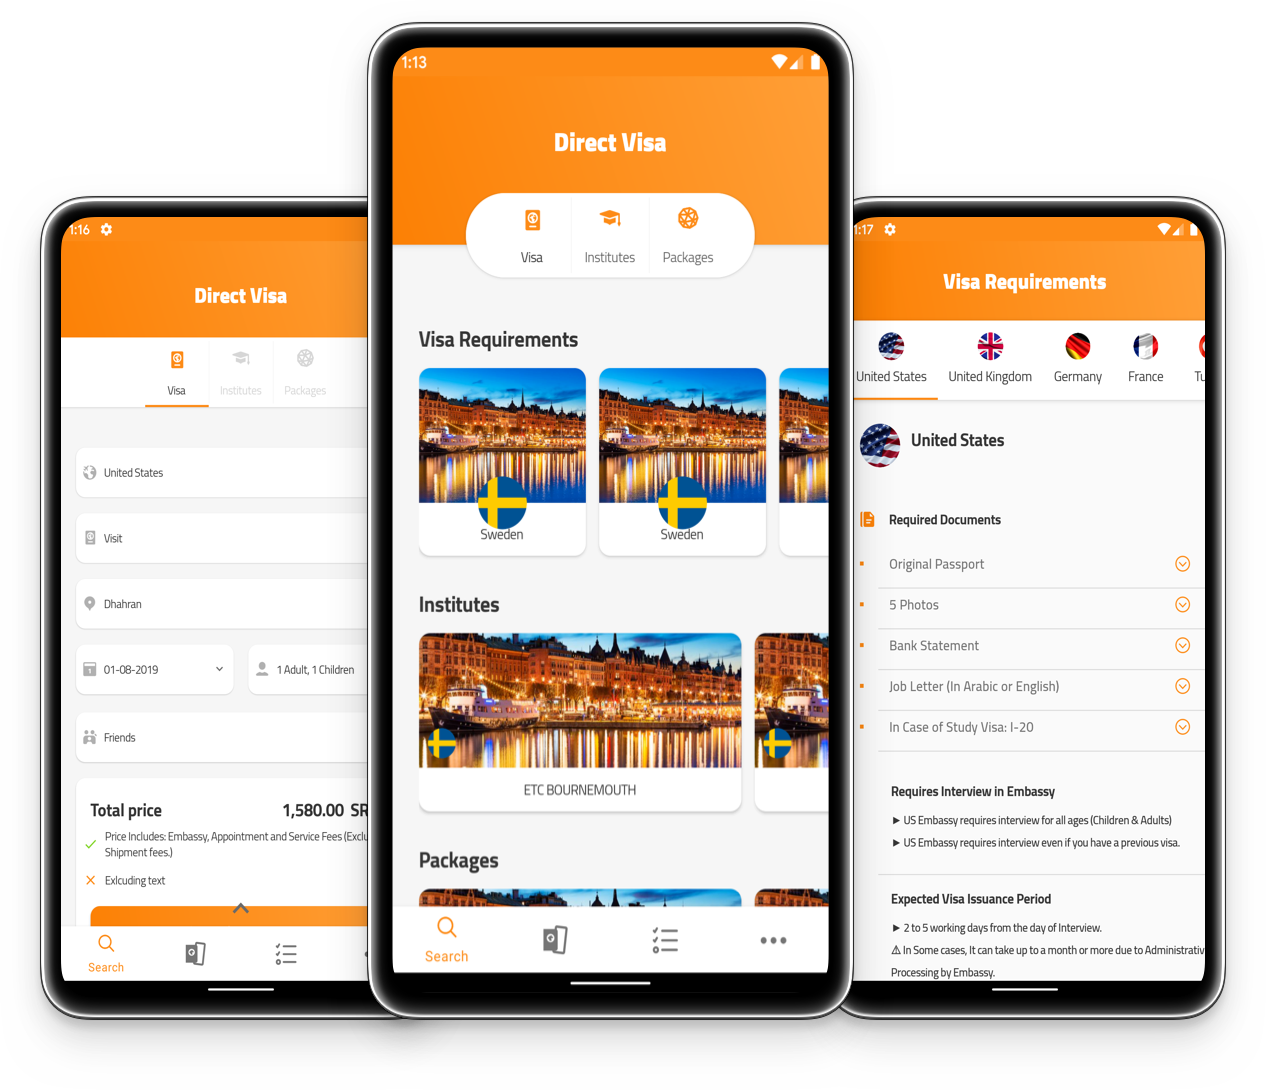 1:16
Direct Visa
Visa
Institutes
Packages
United States
Visit
Dhahran
01-08-2019
1 Adult, 1 Children
Friends
Total price
1,580.00 SR
Price Includes: Embassy, Appointment and Service Fees (Exclu
Shipment fees.)
Exlcuding text
Search
1:13
Direct Visa
Visa
Institutes
Packages
Visa Requirements
Sweden
Sweden
Institutes
ETC BOURNEMOUTH
Packages
Search
1:17
Visa Requirements
United States
United Kingdom
Germany
France
Tu
United States
Required Documents
Original Passport
5 Photos
Bank Statement
Job Letter (In Arabic or English)
In Case of Study Visa: I-20
Requires Interview in Embassy
► US Embassy requires interview for all ages (Children & Adults)
► US Embassy requires interview even if you have a previous visa.
Expected Visa Issuance Period
► 2 to 5 working days from the day of Interview.
⚠ In Some cases, It can take up to a month or more due to Administrativ
Processing by Embassy.